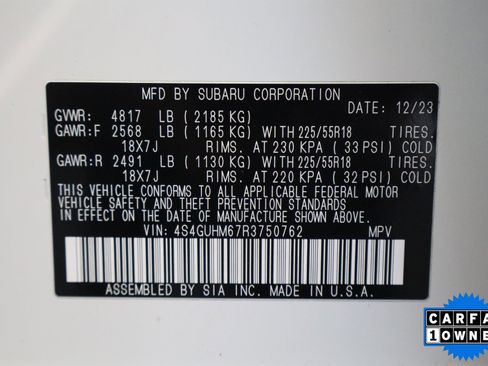 MFD BY SUBARU CORPORATION
DATE: 12/23
GVWR: 4817 LB ( 2185 KG)
GAWR:F 2568 LB ( 1165 KG) WITH 225/55R18 TIRES.
18X7J RIMS. AT 230 KPA ( 33 PSI) COLD
GAWR:R 2491 LB ( 1130 KG) WITH 225/55R18 TIRES.
18X7J RIMS. AT 220 KPA ( 32 PSI) COLD
THIS VEHICLE CONFORMS TO ALL APPLICABLE FEDERAL MOTOR
VEHICLE SAFETY AND THEFT PREVENTION STANDARDS
IN EFFECT ON THE DATE OF MANUFACTURE SHOWN ABOVE.
VIN: 4S4GUHM67R3750762 MPV
ASSEMBLED BY SIA INC. MADE IN U.S.A.
CARFA
1 OWNE